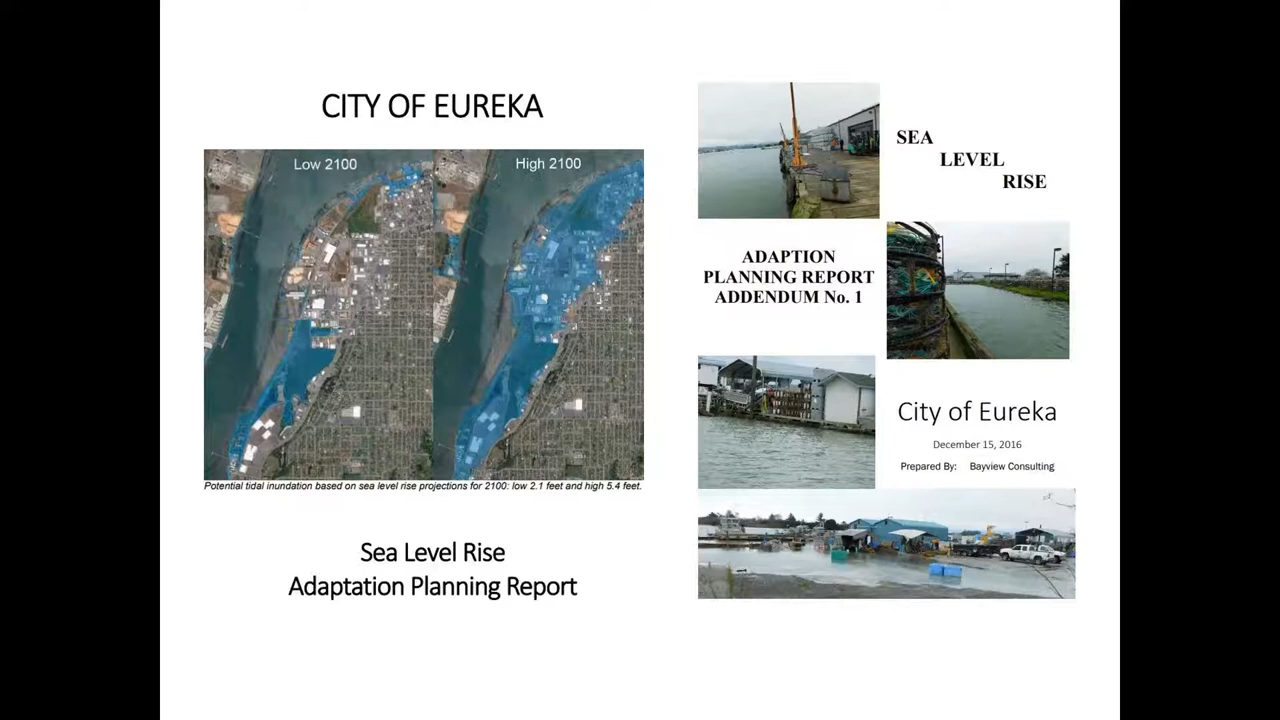 CITY OF EUREKA
Low 2100
High 2100
Potential tidal inundation based on sea level rise projections for 2100: low 2.1 feet and high 5.4 feet.
Sea Level Rise
Adaptation Planning Report
SEA
LEVEL
RISE
ADAPTION
PLANNING REPORT
ADDENDUM No. 1
City of Eureka
December 15, 2016
Prepared By: Bayview Consulting